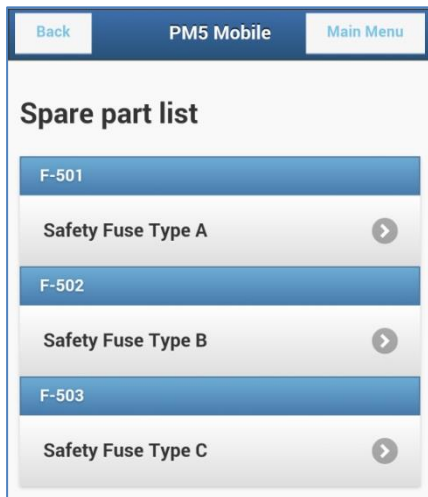 Back PM5 Mobile Main Menu
Spare part list
F-501
Safety Fuse Type A
F-502
Safety Fuse Type B
F-503
Safety Fuse Type C